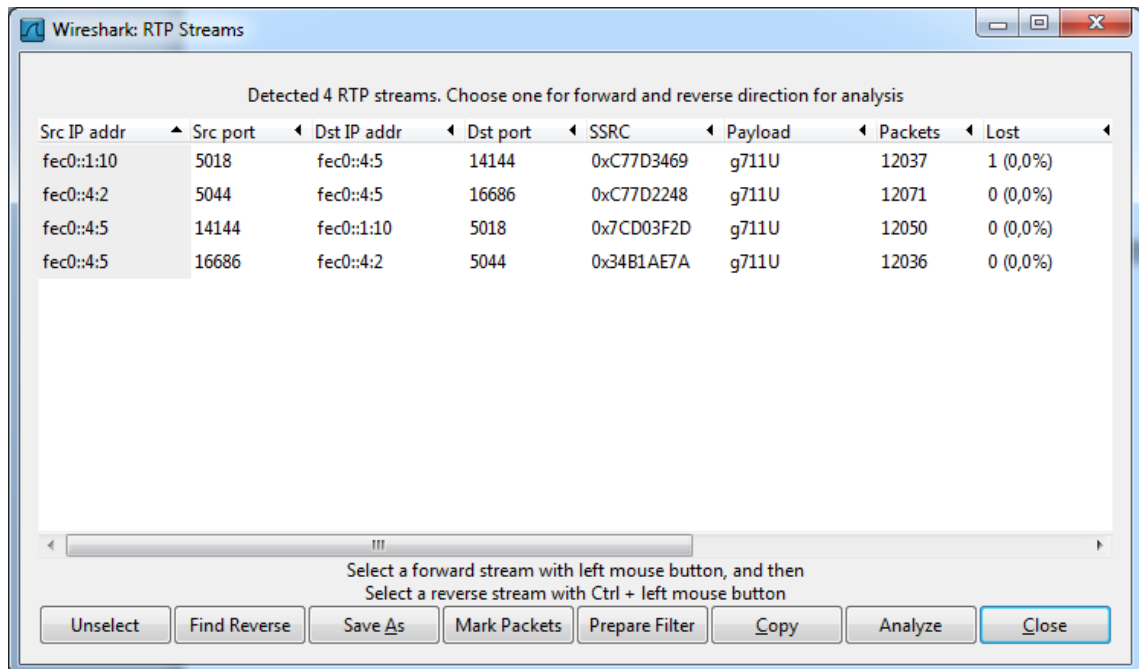 Wireshark: RTP Streams
Detected 4 RTP streams. Choose one for forward and reverse direction for analysis
Src IP addr Src port Dst IP addr Dst port SSRC Payload Packets Lost
fec0::1:10 5018 fec0::4:5 14144 0xC77D3469 g711U 12037 1 (0,0%)
fec0::4:2 5044 fec0::4:5 16686 0xC77D2248 g711U 12071 0 (0,0%)
fec0::4:5 14144 fec0::1:10 5018 0x7CD03F2D g711U 12050 0 (0,0%)
fec0::4:5 16686 fec0::4:2 5044 0x34B1AE7A g711U 12036 0 (0,0%)
Select a forward stream with left mouse button, and then
Select a reverse stream with Ctrl + left mouse button
Unselect Find Reverse Save As Mark Packets Prepare Filter Copy Analyze Close